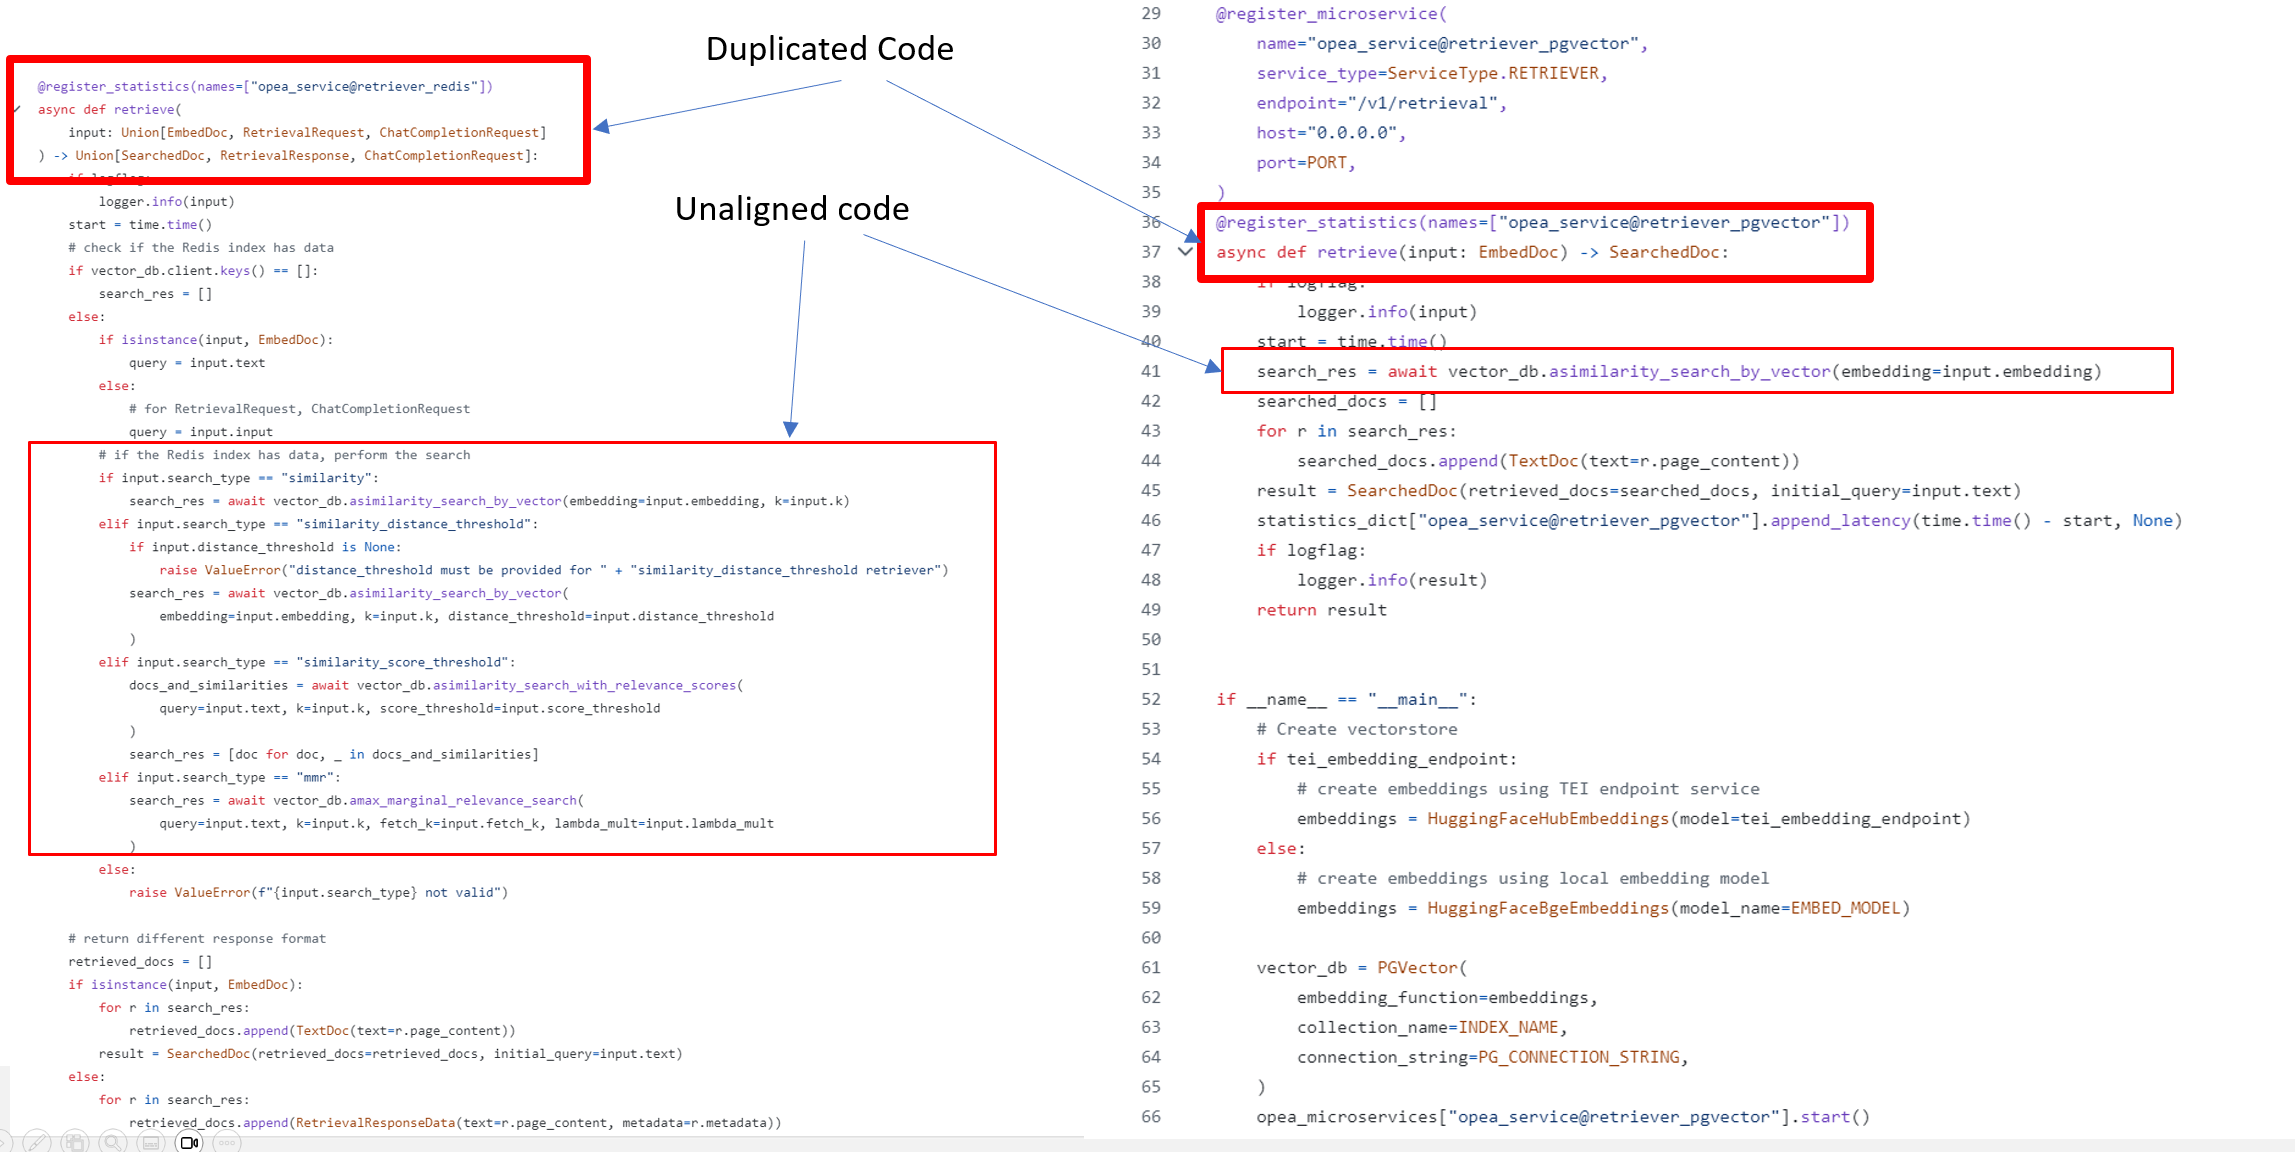 Duplicated Code
Unaligned code
@register_statistics(names=["opea_service@retriever_redis"])
async def retrieve(
    input: Union[EmbedDoc, RetrievalRequest, ChatCompletionRequest]
) -> Union[SearchedDoc, RetrievalResponse, ChatCompletionRequest]:
    if logflag:
        logger.info(input)
    start = time.time()
    # check if the Redis index has data
    if vector_db.client.keys() == []:
        search_res = []
    else:
        if isinstance(input, EmbedDoc):
            query = input.text
        else:
            # for RetrievalRequest, ChatCompletionRequest
            query = input.input
        # if the Redis index has data, perform the search
        if input.search_type == "similarity":
            search_res = await vector_db.asimilarity_search_by_vector(embedding=input.embedding, k=input.k)
        elif input.search_type == "similarity_distance_threshold":
            if input.distance_threshold is None:
                raise ValueError("distance_threshold must be provided for " + "similarity_distance_threshold retriever")
            search_res = await vector_db.asimilarity_search_by_vector(
                embedding=input.embedding, k=input.k, distance_threshold=input.distance_threshold
            )
        elif input.search_type == "similarity_score_threshold":
            docs_and_similarities = await vector_db.asimilarity_search_with_relevance_scores(
                query=input.text, k=input.k, score_threshold=input.score_threshold
            )
            search_res = [doc for doc, _ in docs_and_similarities]
        elif input.search_type == "mmr":
            search_res = await vector_db.amax_marginal_relevance_search(
                query=input.text, k=input.k, fetch_k=input.fetch_k, lambda_mult=input.lambda_mult
            )
        else:
            raise ValueError(f"{input.search_type} not valid")
    # return different response format
    retrieved_docs = []
    if isinstance(input, EmbedDoc):
        for r in search_res:
            retrieved_docs.append(TextDoc(text=r.page_content))
        result = SearchedDoc(retrieved_docs=retrieved_docs, initial_query=input.text)
    else:
        for r in search_res:
            retrieved_docs.append(RetrievalResponseData(text=r.page_content, metadata=r.metadata))
29 @register_microservice(
30     name="opea_service@retriever_pgvector",
31     service_type=ServiceType.RETRIEVER,
32     endpoint="/v1/retrieval",
33     host="0.0.0.0",
34     port=PORT,
35 )
36 @register_statistics(names=["opea_service@retriever_pgvector"])
37 async def retrieve(input: EmbedDoc) -> SearchedDoc:
38     if logflag:
39         logger.info(input)
40     start = time.time()
41     search_res = await vector_db.asimilarity_search_by_vector(embedding=input.embedding)
42     searched_docs = []
43     for r in search_res:
44         searched_docs.append(TextDoc(text=r.page_content))
45     result = SearchedDoc(retrieved_docs=searched_docs, initial_query=input.text)
46     statistics_dict["opea_service@retriever_pgvector"].append_latency(time.time() - start, None)
47     if logflag:
48         logger.info(result)
49     return result
50
51
52 if __name__ == "__main__":
53     # Create vectorstore
54     if tei_embedding_endpoint:
55         # create embeddings using TEI endpoint service
56         embeddings = HuggingFaceHubEmbeddings(model=tei_embedding_endpoint)
57     else:
58         # create embeddings using local embedding model
59         embeddings = HuggingFaceBgeEmbeddings(model_name=EMBED_MODEL)
60
61     vector_db = PGVector(
62         embedding_function=embeddings,
63         collection_name=INDEX_NAME,
64         connection_string=PG_CONNECTION_STRING,
65     )
66     opea_microservices["opea_service@retriever_pgvector"].start()